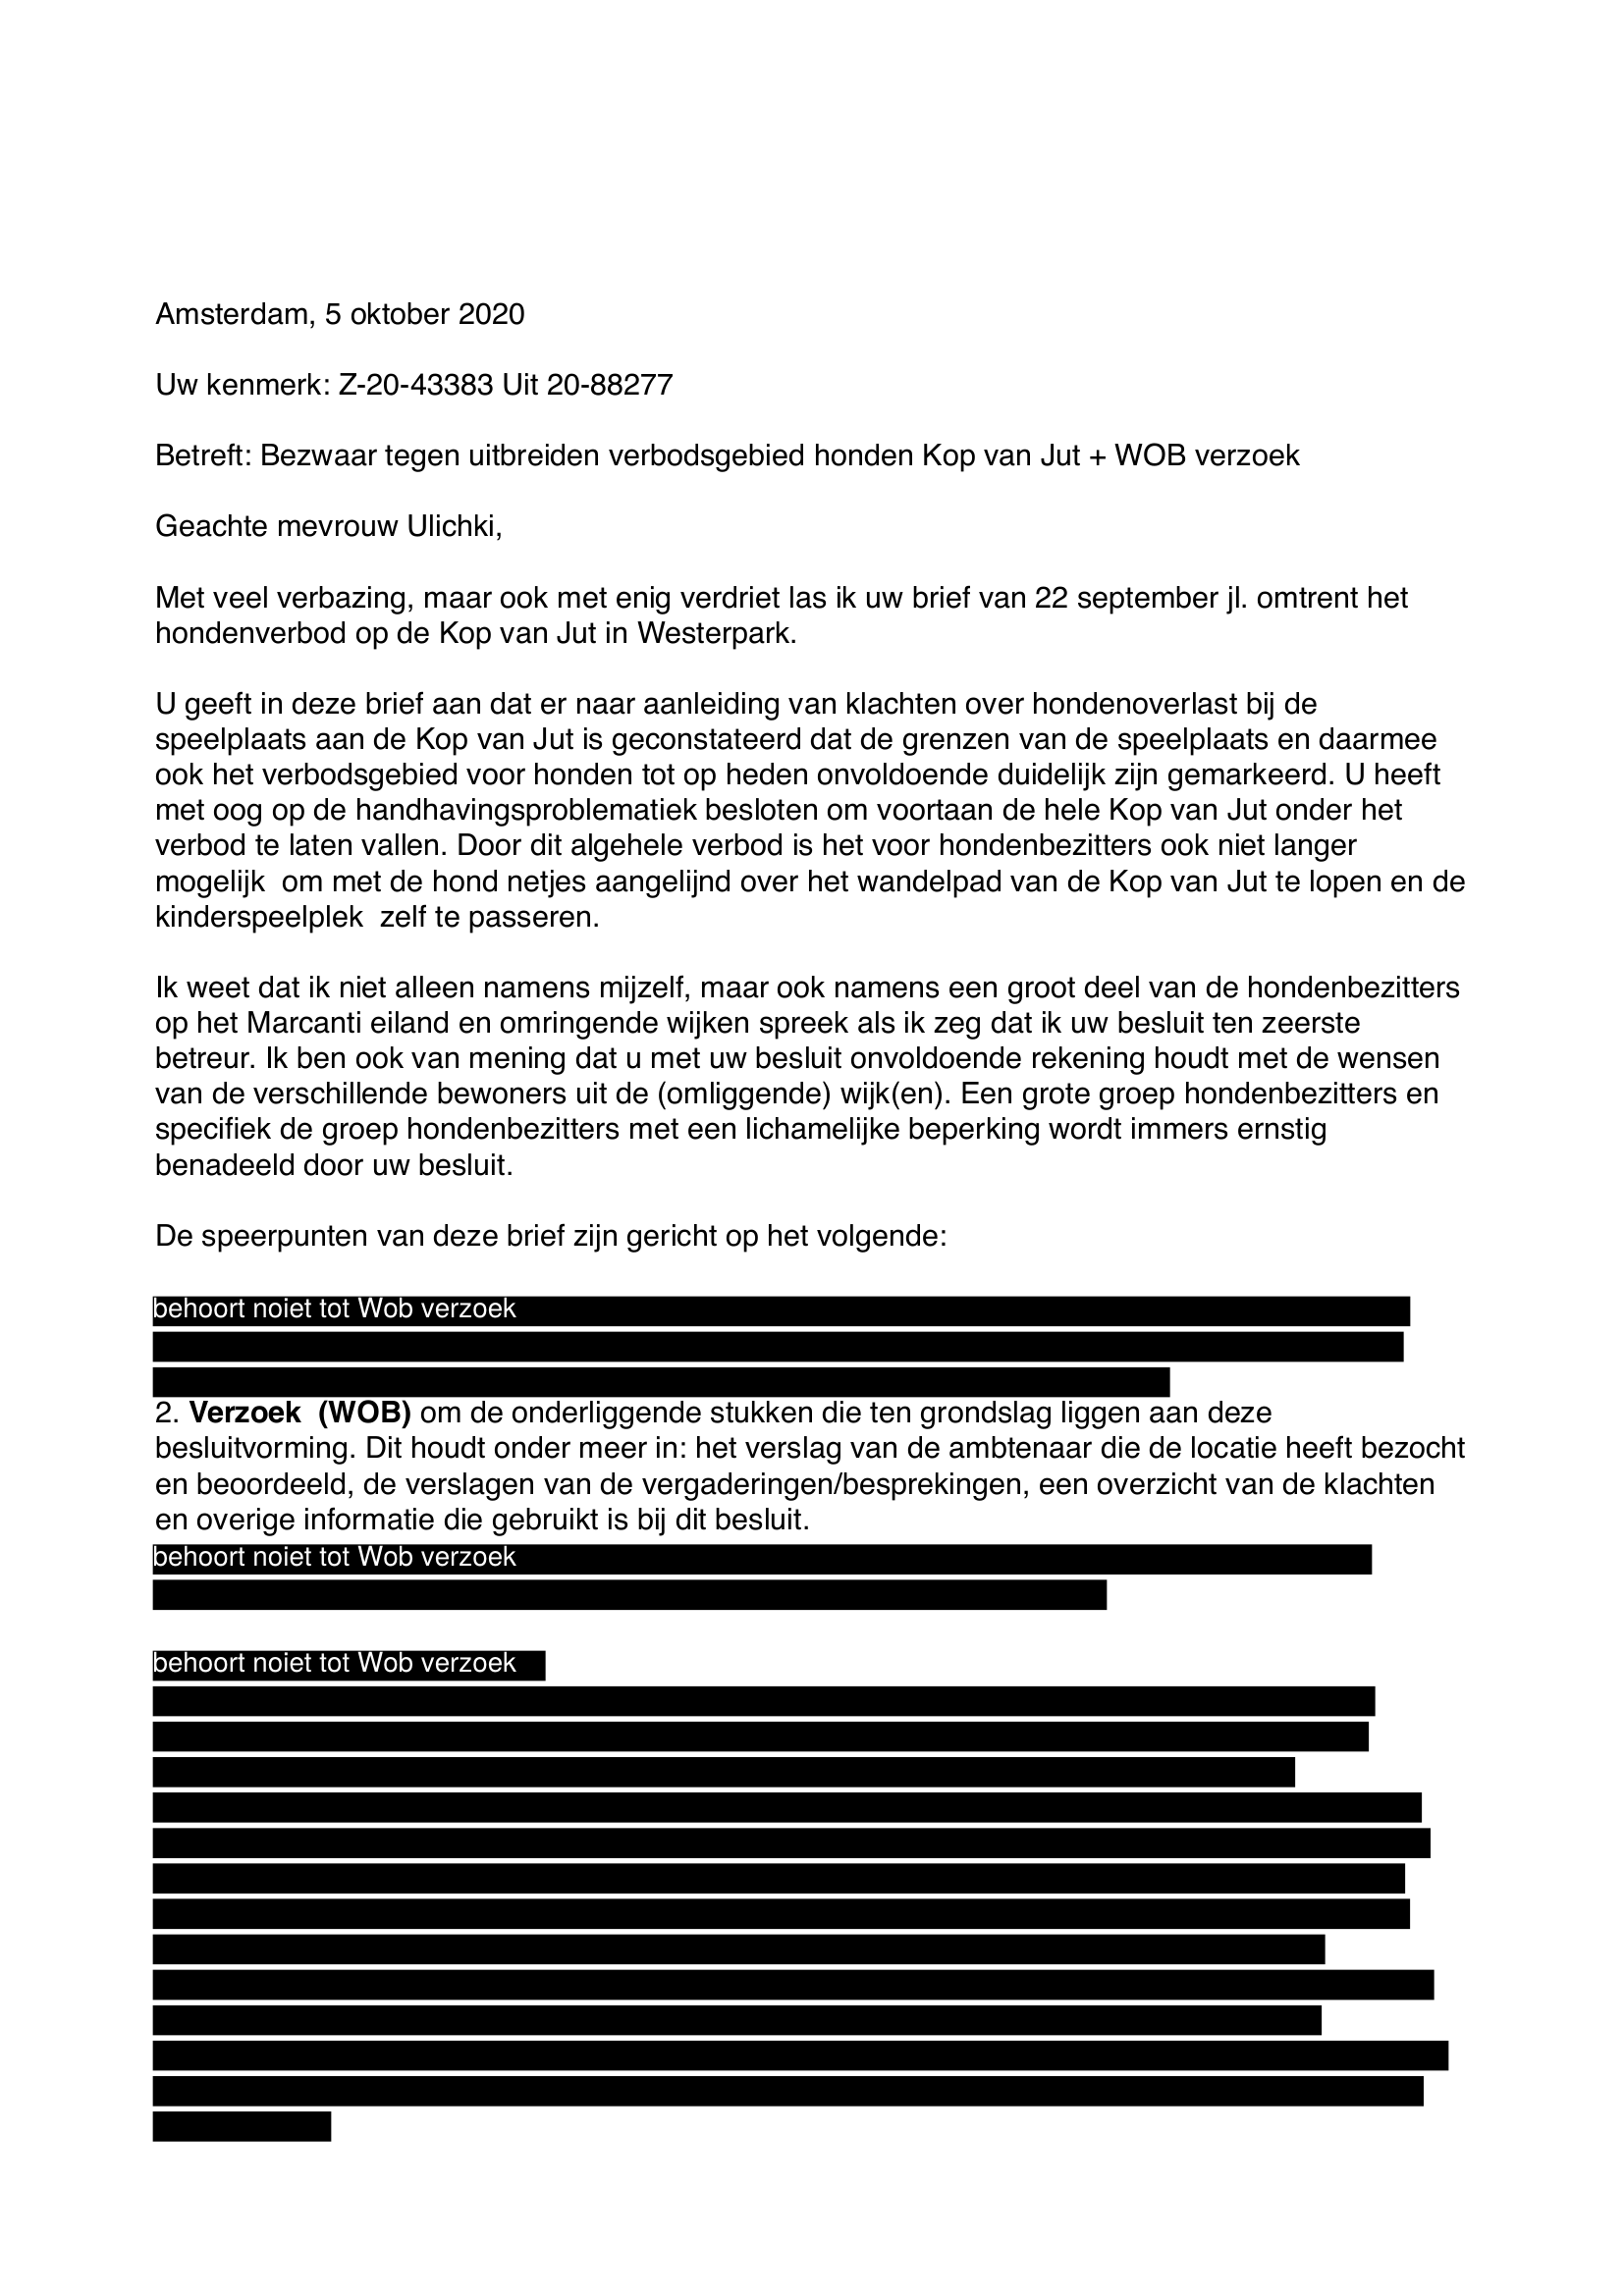 Amsterdam, 5 oktober 2020
Uw kenmerk: Z-20-43383 Uit 20-88277
Betreft: Bezwaar tegen uitbreiden verbodsgebied honden Kop van Jut + WOB verzoek
Geachte mevrouw Ulichki,
Met veel verbazing, maar ook met enig verdriet las ik uw brief van 22 september jl. omtrent het
hondenverbod op de Kop van Jut in Westerpark.
U geeft in deze brief aan dat er naar aanleiding van klachten over hondenoverlast bij de
speelplaats aan de Kop van Jut is geconstateerd dat de grenzen van de speelplaats en daarmee
ook het verbodsgebied voor honden tot op heden onvoldoende duidelijk zijn gemarkeerd. U heeft
met oog op de handhavingsproblematiek besloten om voortaan de hele Kop van Jut onder het
verbod te laten vallen. Door dit algehele verbod is het voor hondenbezitters ook niet langer
mogelijk  om met de hond netjes aangelijnd over het wandelpad van de Kop van Jut te lopen en de
kinderspeelplek  zelf te passeren.
Ik weet dat ik niet alleen namens mijzelf, maar ook namens een groot deel van de hondenbezitters
op het Marcanti eiland en omringende wijken spreek als ik zeg dat ik uw besluit ten zeerste
betreur. Ik ben ook van mening dat u met uw besluit onvoldoende rekening houdt met de wensen
van de verschillende bewoners uit de (omliggende) wijk(en). Een grote groep hondenbezitters en
specifiek de groep hondenbezitters met een lichamelijke beperking wordt immers ernstig
benadeeld door uw besluit.
De speerpunten van deze brief zijn gericht op het volgende:
behoort noiet tot Wob verzoek
2. Verzoek  (WOB) om de onderliggende stukken die ten grondslag liggen aan deze
besluitvorming. Dit houdt onder meer in: het verslag van de ambtenaar die de locatie heeft bezocht
en beoordeeld, de verslagen van de vergaderingen/besprekingen, een overzicht van de klachten
en overige informatie die gebruikt is bij dit besluit.
behoort noiet tot Wob verzoek
behoort noiet tot Wob verzoek